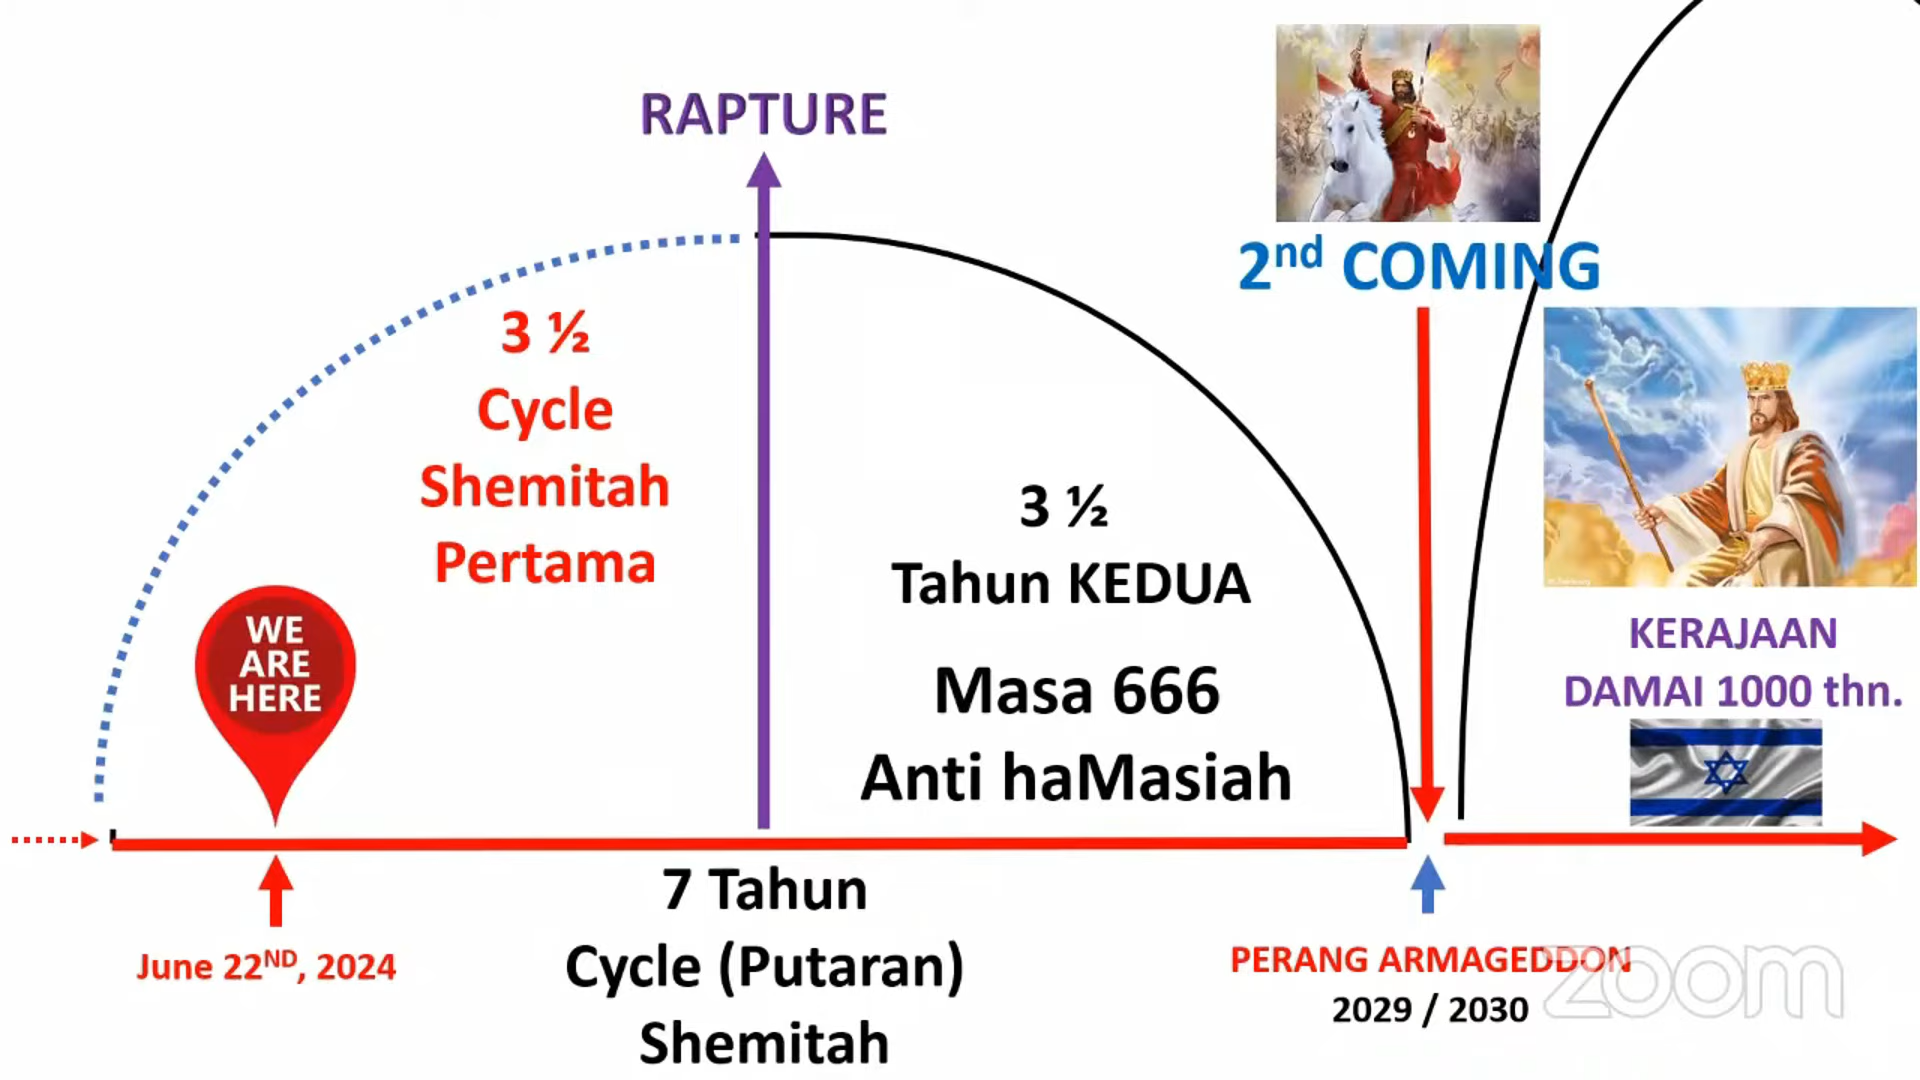 RAPTURE
2nd COMING
3 ½
Cycle
Shemitah
Pertama
WE
ARE
HERE
3 ½
Tahun KEDUA
Masa 666
Anti haMasiah
KERAJAAN
DAMAI 1000 thn.
7 Tahun
Cycle (Putaran)
Shemitah
June 22ND, 2024
PERANG ARMAGEDDON
2029 / 2030
zoom